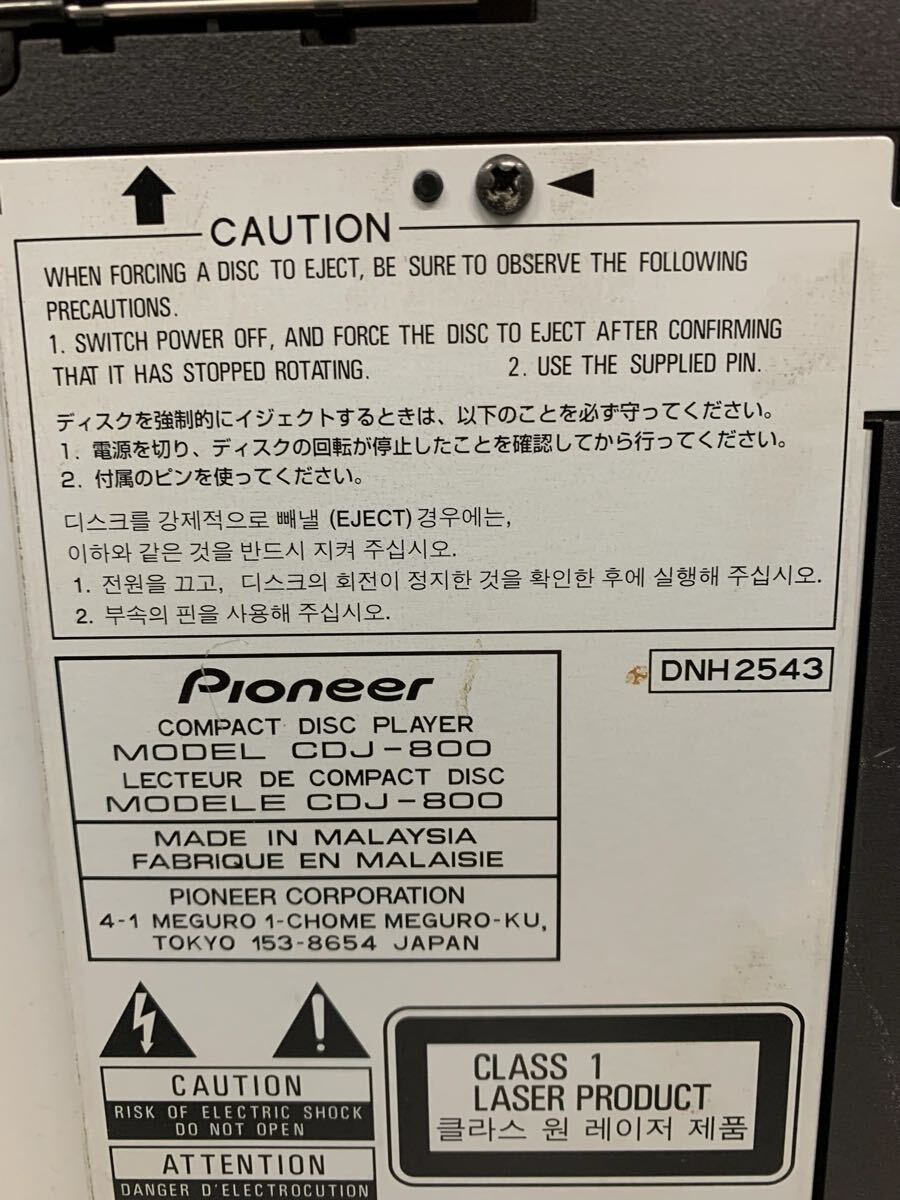 CAUTION
WHEN FORCING A DISC TO EJECT, BE SURE TO OBSERVE THE FOLLOWING
PRECAUTIONS.
1. SWITCH POWER OFF, AND FORCE THE DISC TO EJECT AFTER CONFIRMING
THAT IT HAS STOPPED ROTATING. 2. USE THE SUPPLIED PIN.
ディスクを強制的にイジェクトするときは、以下のことを必ず守ってください。
1. 電源を切り、ディスクの回転が停止したことを確認してから行ってください。
2. 付属のピンを使ってください。
디스크를 강제적으로 빼낼 (EJECT) 경우에는,
이하와 같은 것을 반드시 지켜 주십시오.
1. 전원을 끄고, 디스크의 회전이 정지한 것을 확인한 후에 실행해 주십시오.
2. 부속의 핀을 사용해 주십시오.
DNH2543
Pioneer
COMPACT DISC PLAYER
MODEL CDJ-800
LECTEUR DE COMPACT DISC
MODELE CDJ-800
MADE IN MALAYSIA
FABRIQUE EN MALAISIE
PIONEER CORPORATION
4-1 MEGURO 1-CHOME MEGURO-KU,
TOKYO 153-8654 JAPAN
CAUTION
RISK OF ELECTRIC SHOCK
DO NOT OPEN
ATTENTION
DANGER D'ELECTROCUTION
CLASS 1
LASER PRODUCT
클라스 원 레이저 제품